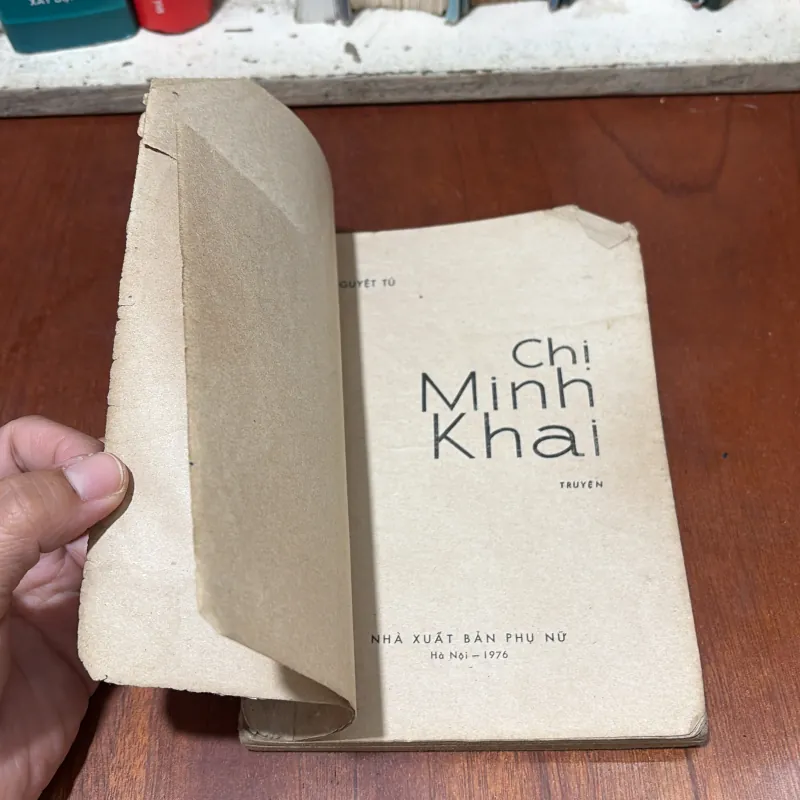 GUYỆT TÚ
Chị
Minh
Khai
TRUYỆN
NHÀ XUẤT BẢN PHỤ NỮ
Hà Nội — 1976